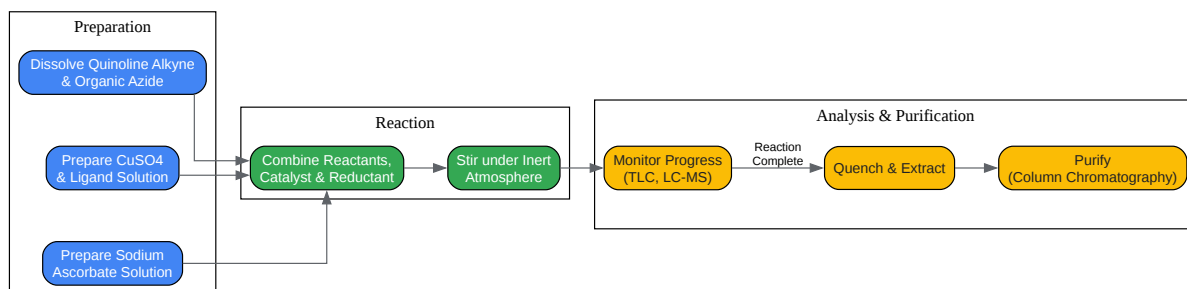 Preparation
Dissolve Quinoline Alkyne
& Organic Azide
Prepare CuSO4
& Ligand Solution
Prepare Sodium
Ascorbate Solution
Reaction
Combine Reactants,
Catalyst & Reductant
Stir under Inert
Atmosphere
Analysis & Purification
Monitor Progress
(TLC, LC-MS)
Reaction
Complete
Quench & Extract
Purify
(Column Chromatography)